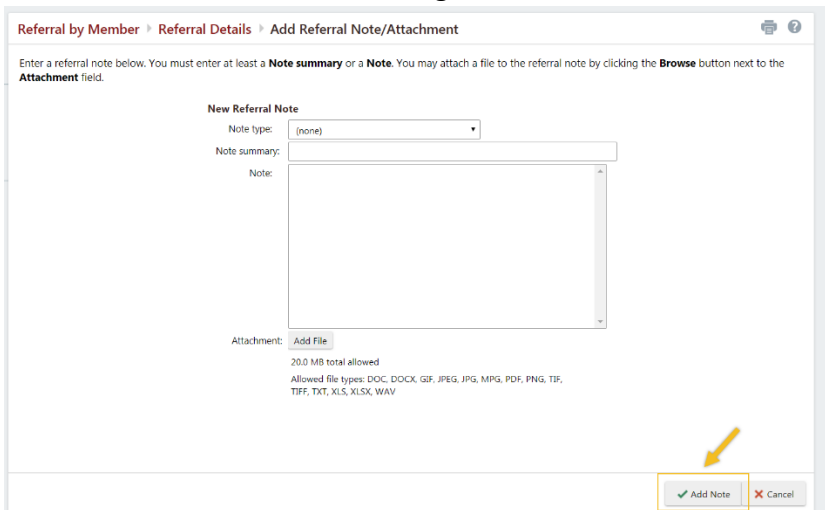 Referral by Member Referral Details Add Referral Note/Attachment
Enter a referral note below. You must enter at least a Note summary or a Note. You may attach a file to the referral note by clicking the Browse button next to the
Attachment field.
New Referral Note
Note type: (none)
Note summary:
Note:
Attachment: Add File
20.0 MB total allowed
Allowed file types: DOC, DOCX, GIF, JPEG, JPG, MPG, PDF, PNG, TIF,
TIFF, TXT, XLS, XLSX, WAV
Add Note Cancel